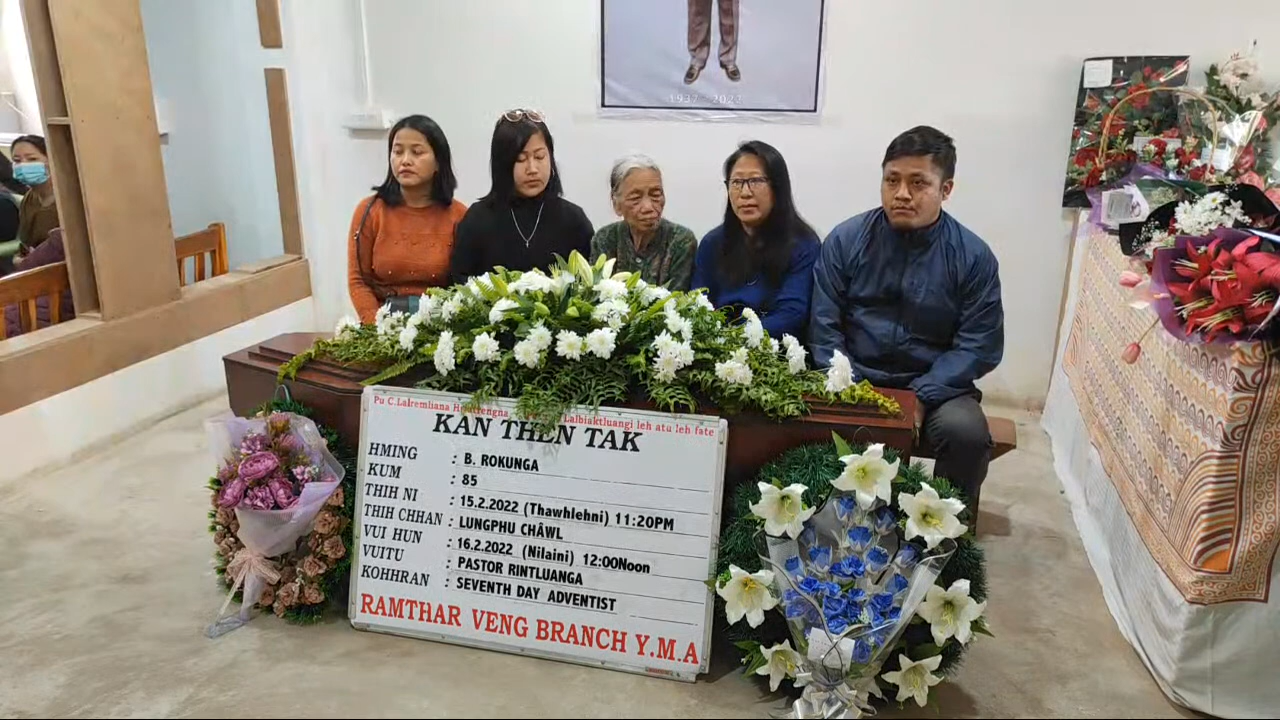 1937 - 2022
Pu C.Lalremliana Lalbiaktluangi leh atu leh fate
KAN THEN TAK
HMING : B. ROKUNGA
KUM : 85
THIH NI : 15.2.2022 (Thawhlehni) 11:20PM
THIH CHHAN : LUNGPHU CHÂWL
VUI HUN : 16.2.2022 (Nilaini) 12:00Noon
VUITU : PASTOR RINTLUANGA
KOHHRAN : SEVENTH DAY ADVENTIST
RAMTHAR VENG BRANCH Y.M.A